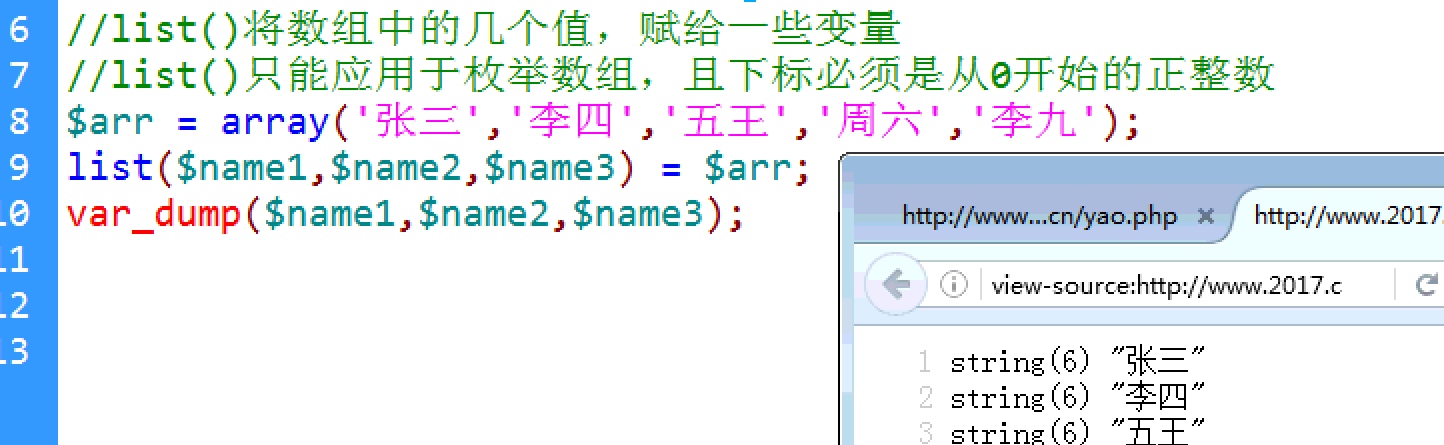 6 //list()将数组中的几个值，赋给一些变量
7 //list()只能应用于枚举数组，且下标必须是从0开始的正整数
8 $arr = array('张三','李四','五王','周六','李九');
9 list($name1,$name2,$name3) = $arr;
10 var_dump($name1,$name2,$name3);
11
12
13
http://www...cn/yao.php × http://www.2017.
view-source:http://www.2017.c
1 string(6) "张三"
2 string(6) "李四"
3 string(6) "五王"